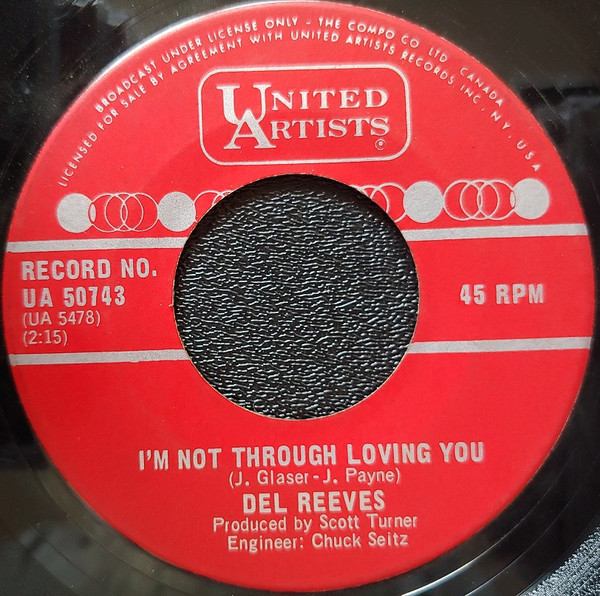 BROADCAST UNDER LICENSE ONLY - THE COMPO CO. LTD. CANADA
LICENSED FOR SALE BY AGREEMENT WITH UNITED ARTISTS RECORDS INC. NY. USA
UNITED
ARTISTS®
RECORD NO.
UA 50743
(UA 5478)
(2:15)
45 RPM
I'M NOT THROUGH LOVING YOU
(J. Glaser - J. Payne)
DEL REEVES
Produced by Scott Turner
Engineer: Chuck Seitz